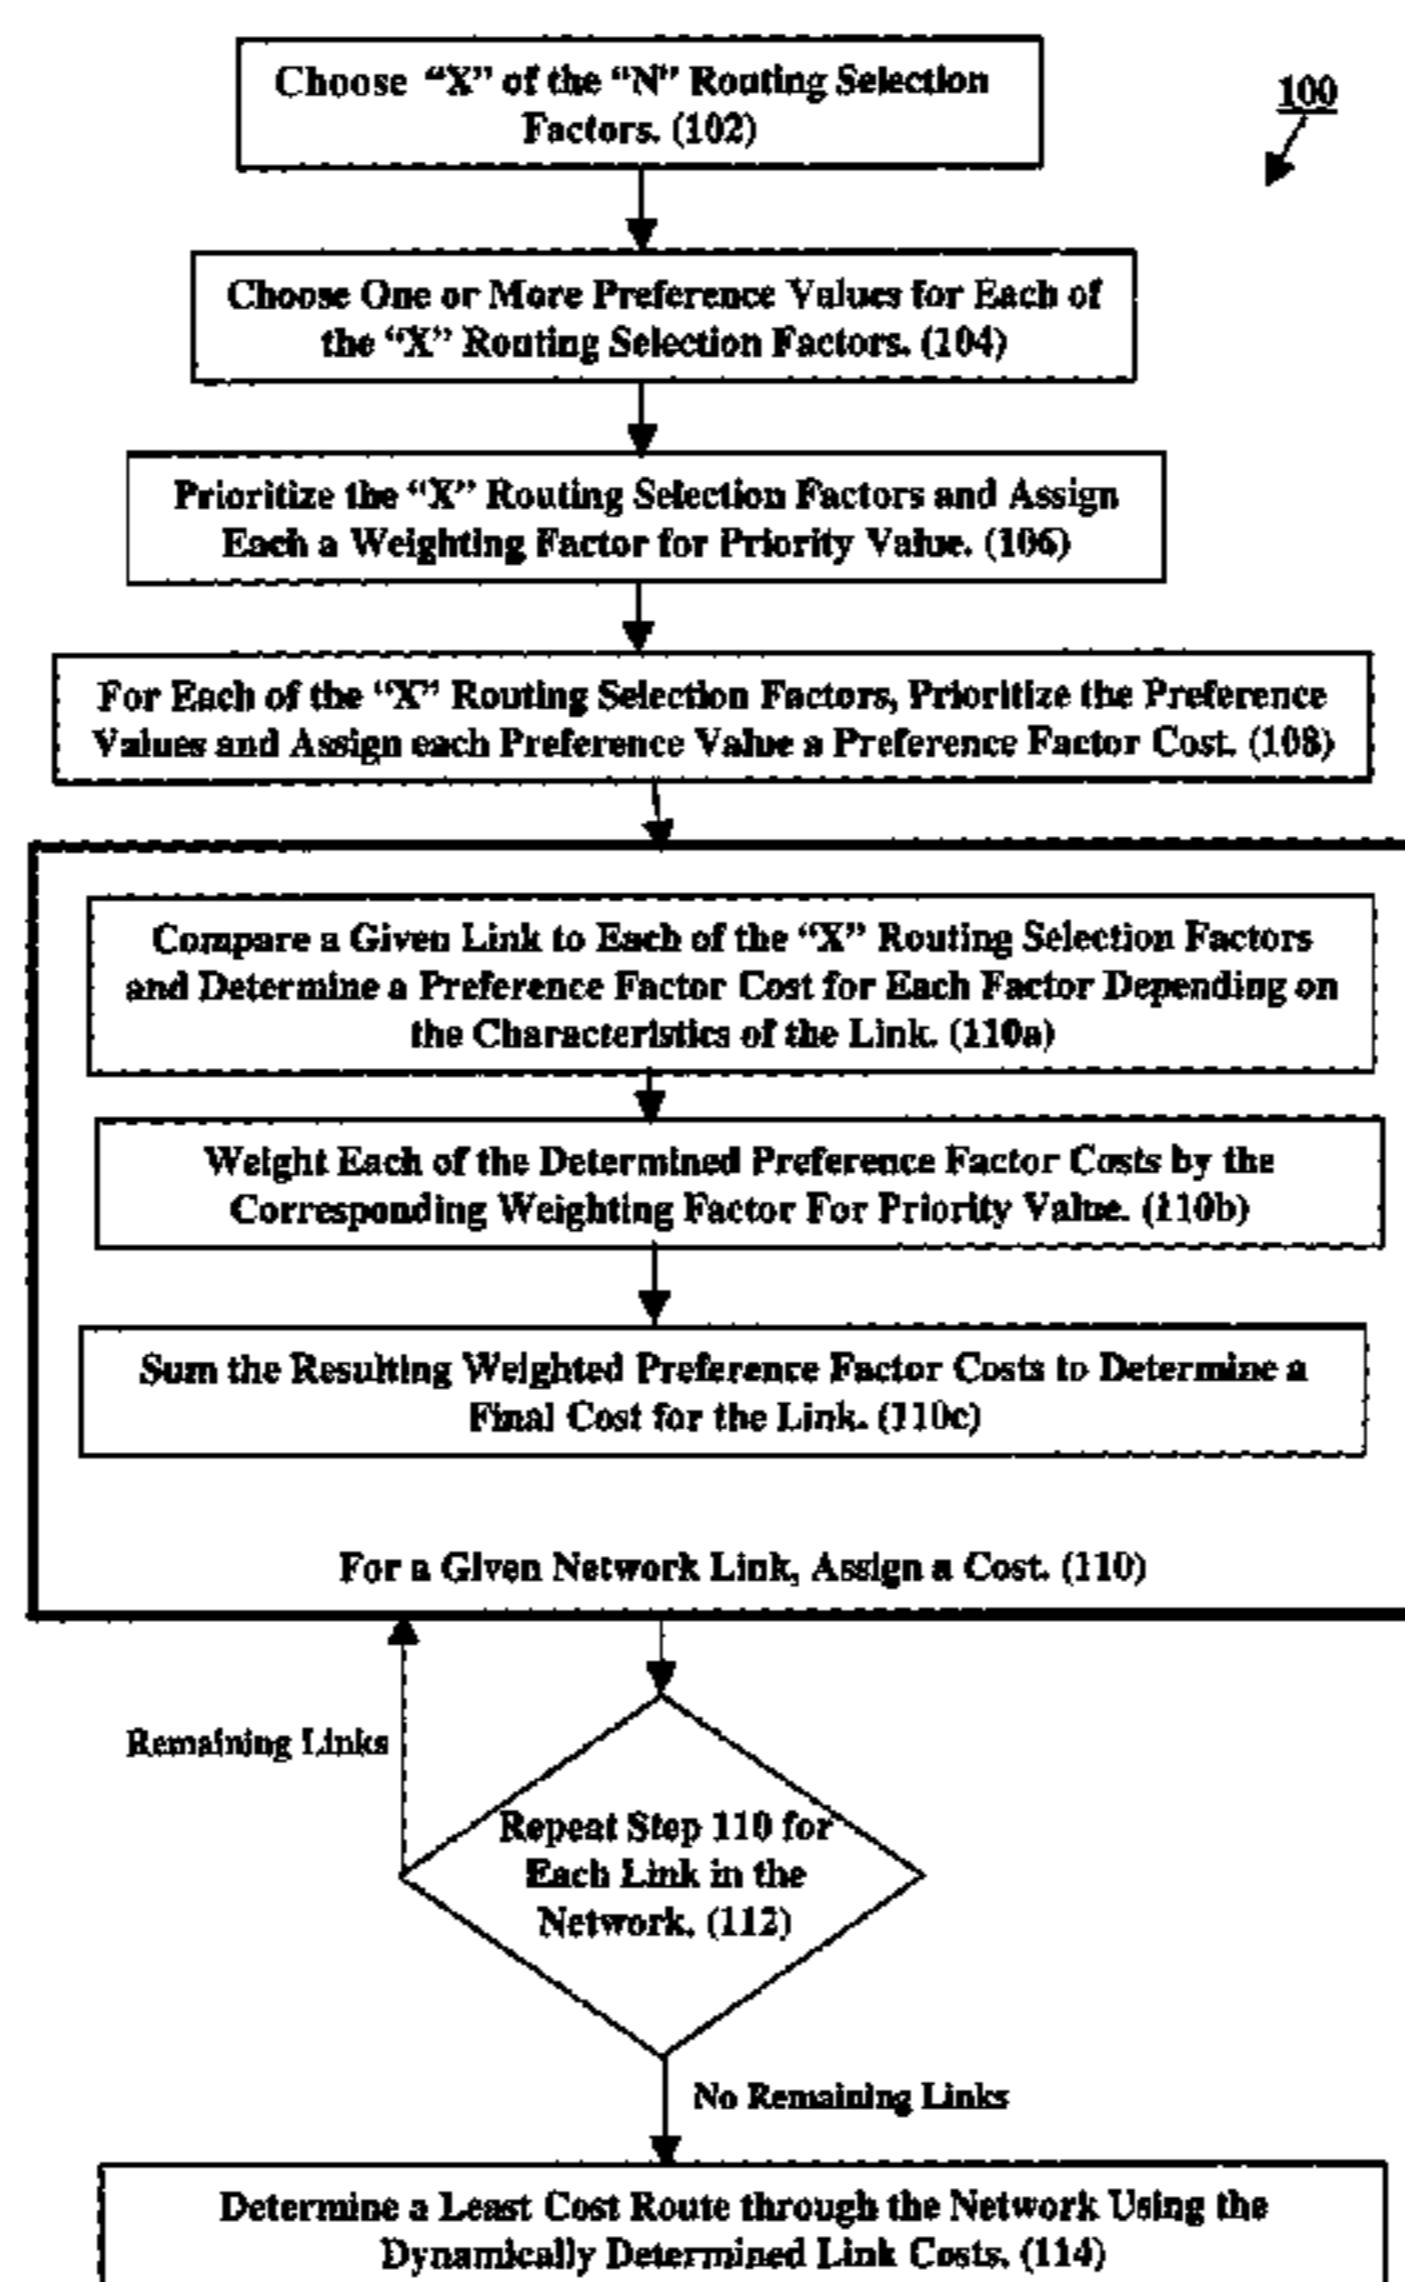 Choose "X" of the "N" Routing Selection
Factors. (102)
100
Choose One or More Preference Values for Each of
the "X" Routing Selection Factors. (104)
Prioritize the "X" Routing Selection Factors and Assign
Each a Weighting Factor for Priority Value. (106)
For Each of the "X" Routing Selection Factors, Prioritize the Preference
Values and Assign each Preference Value a Preference Factor Cost. (108)
Compare a Given Link to Each of the "X" Routing Selection Factors
and Determine a Preference Factor Cost for Each Factor Depending on
the Characteristics of the Link. (110a)
Weight Each of the Determined Preference Factor Costs by the
Corresponding Weighting Factor For Priority Value. (110b)
Sum the Resulting Weighted Preference Factor Costs to Determine a
Final Cost for the Link. (110c)
For a Given Network Link, Assign a Cost. (110)
Remaining Links
Repeat Step 110 for
Each Link in the
Network. (112)
No Remaining Links
Determine a Least Cost Route through the Network Using the
Dynamically Determined Link Costs. (114)